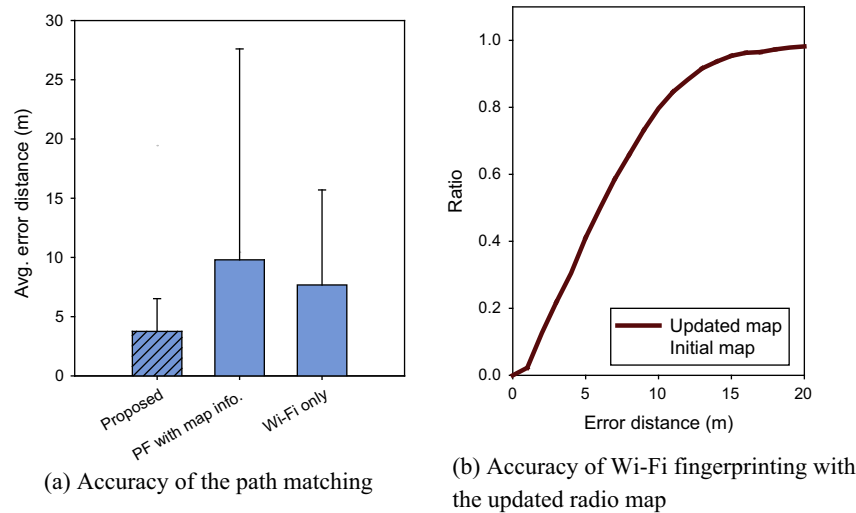 30
25
20
15
10
5
0
Avg. error distance (m)
Proposed
PF with map info.
Wi-Fi only
(a) Accuracy of the path matching
1.0
0.8
0.6
0.4
0.2
0.0
Ratio
Updated map
Initial map
0 5 10 15 20
Error distance (m)
(b) Accuracy of Wi-Fi fingerprinting with
the updated radio map